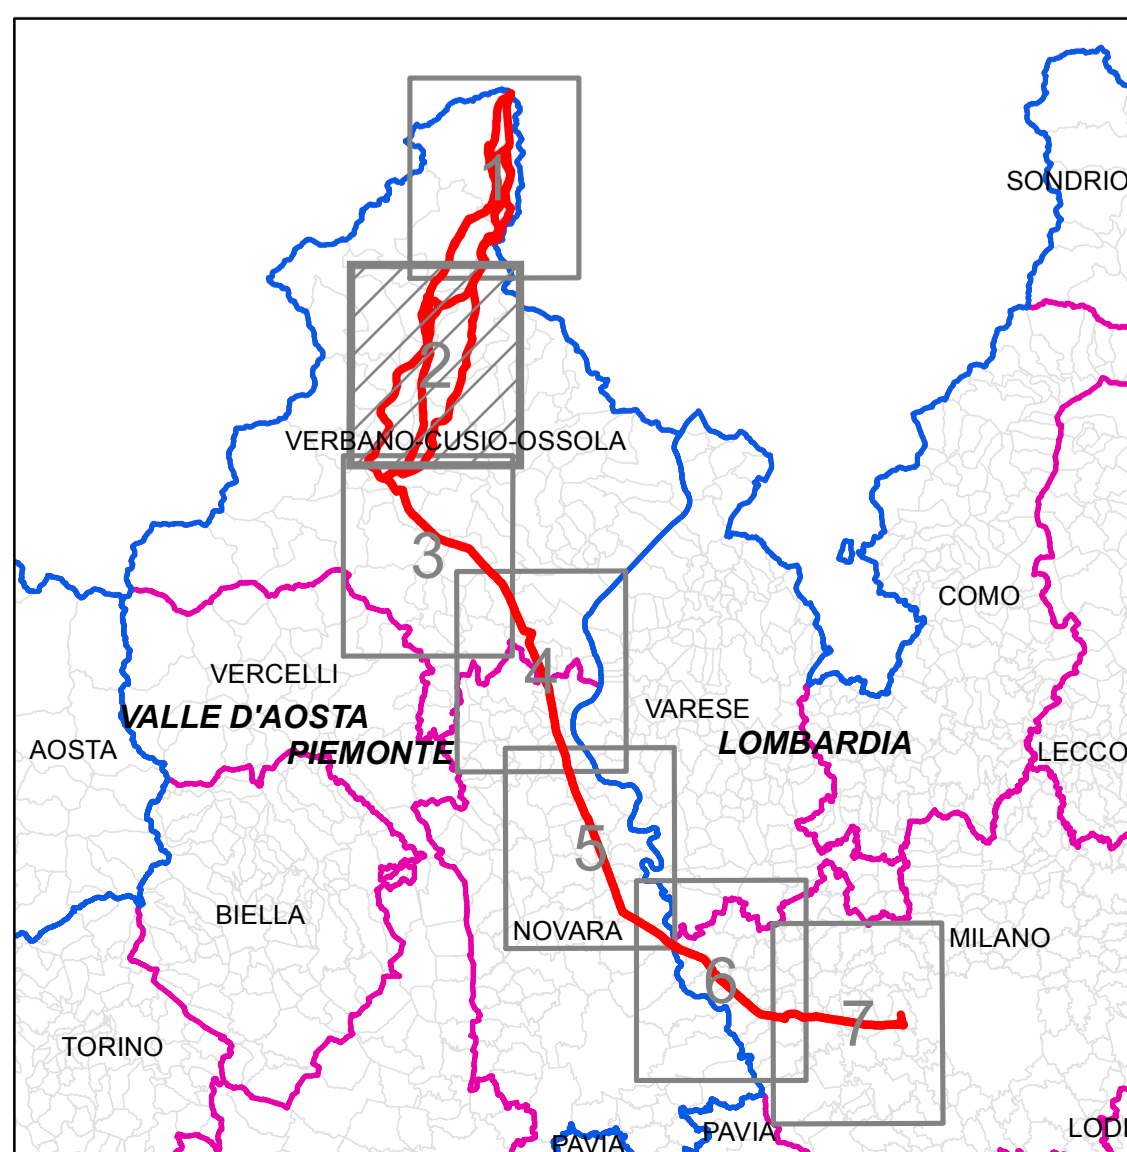 1
SONDRIO
2
VERBANO-CUSIO-OSSOLA
3
COMO
VERCELLI
4
VARESE
VALLE D'AOSTA
AOSTA
PIEMONTE
LOMBARDIA
LECCO
5
BIELLA
NOVARA
MILANO
6
7
TORINO
PAVIA
PAVIA
LODI